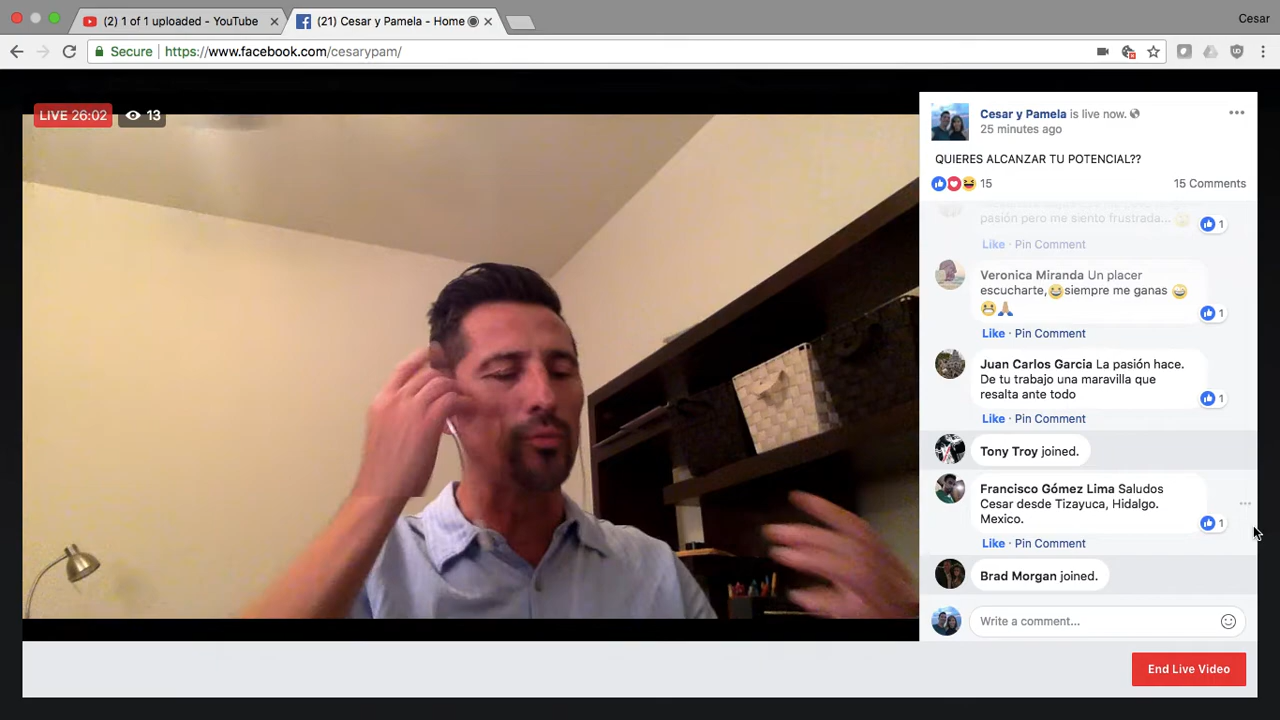 (2) 1 of 1 uploaded - YouTube
(21) Cesar y Pamela - Home
Cesar
Secure
https://www.facebook.com/cesarypam/
LIVE 26:02
13
Cesar y Pamela is live now.
25 minutes ago
QUIERES ALCANZAR TU POTENCIAL??
15
15 Comments
pasión pero me siento frustrada...
1
Like · Pin Comment
Veronica Miranda Un placer
escucharte, siempre me ganas
1
Like · Pin Comment
Juan Carlos Garcia La pasión hace.
De tu trabajo una maravilla que
resalta ante todo
1
Like · Pin Comment
Tony Troy joined.
Francisco Gómez Lima Saludos
Cesar desde Tizayuca, Hidalgo.
Mexico.
1
Like · Pin Comment
Brad Morgan joined.
Write a comment...
End Live Video